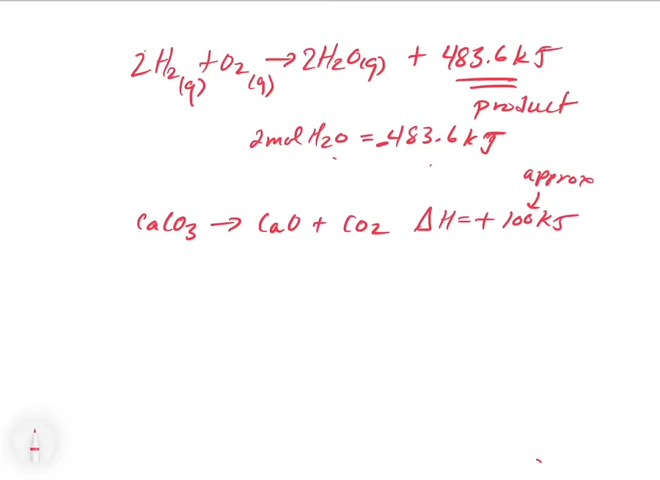 2H2(g) + O2(g) → 2H2O(g) + 483.6 kJ
product
2 mol H2O = -483.6 kJ
approx
↓
CaCO3 → CaO + CO2 ΔH = + 100 kJ